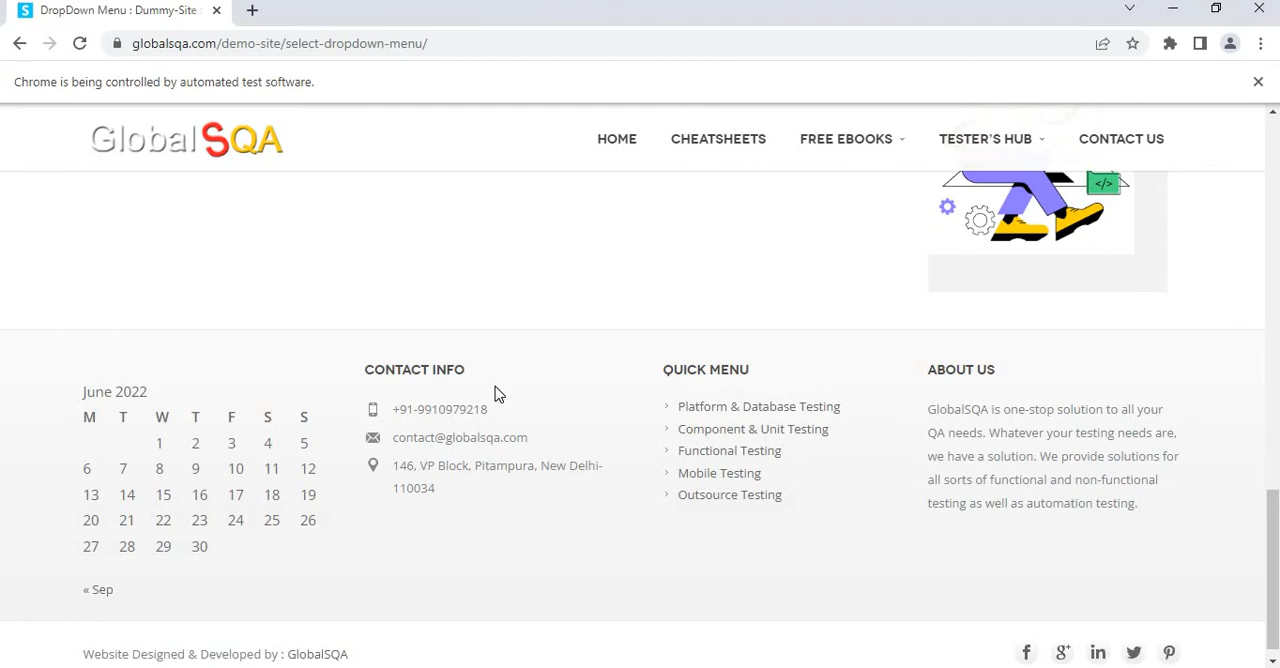 DropDown Menu : Dummy-Site
globalsqa.com/demo-site/select-dropdown-menu/
Chrome is being controlled by automated test software.
GlobalSQA
HOME
CHEATSHEETS
FREE EBOOKS
TESTER'S HUB
CONTACT US
</>
June 2022
M T W T F S S
1 2 3 4 5
6 7 8 9 10 11 12
13 14 15 16 17 18 19
20 21 22 23 24 25 26
27 28 29 30
« Sep
CONTACT INFO
+91-9910979218
contact@globalsqa.com
146, VP Block, Pitampura, New Delhi-
110034
QUICK MENU
Platform & Database Testing
Component & Unit Testing
Functional Testing
Mobile Testing
Outsource Testing
ABOUT US
GlobalSQA is one-stop solution to all your
QA needs. Whatever your testing needs are,
we have a solution. We provide solutions for
all sorts of functional and non-functional
testing as well as automation testing.
Website Designed & Developed by : GlobalSQA